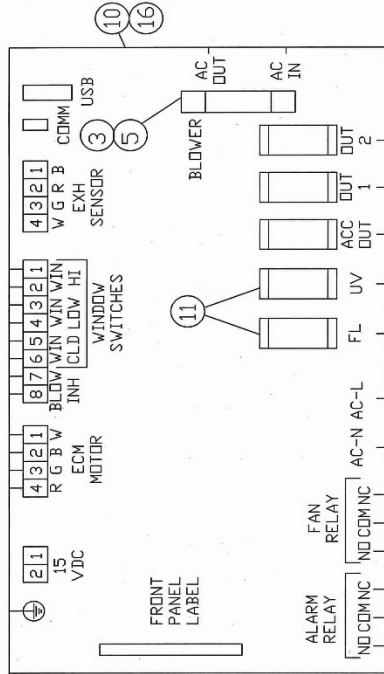 2 1
15
VDC
4 3 2 1
R G B W
ECM
MOTOR
8 7 6 5 4 3 2 1
BLOW WIN WIN WIN WIN
INH CLD LOW HI
WINDOW
SWITCHES
4 3 2 1
W G R B
EXH
SENSOR
COMM
USB
10
16
3
5
FRONT
PANEL
LABEL
11
BLOWER
AC
OUT
AC
IN
ALARM
RELAY
NO COM NC
FAN
RELAY
NO COM NC
AC-N AC-L
FL
UV
ACC
OUT
OUT
1
OUT
2